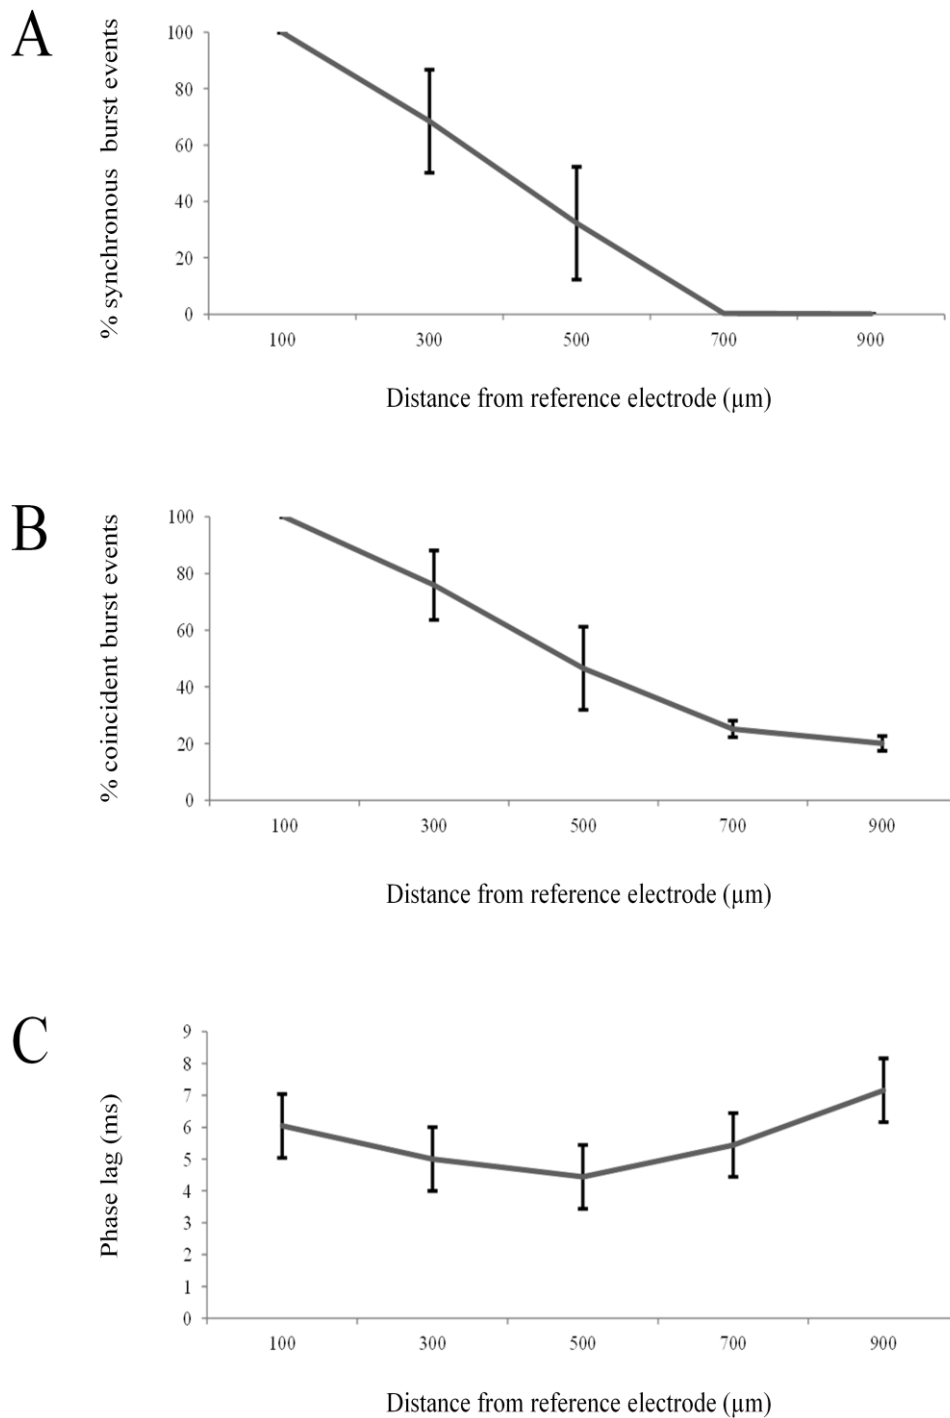 A
% synchronous burst events
100
80
60
40
20
0
100 300 500 700 900
Distance from reference electrode (µm)
B
% coincident burst events
100
80
60
40
20
0
100 300 500 700 900
Distance from reference electrode (µm)
C
Phase lag (ms)
9
8
7
6
5
4
3
2
1
0
100 300 500 700 900
Distance from reference electrode (µm)